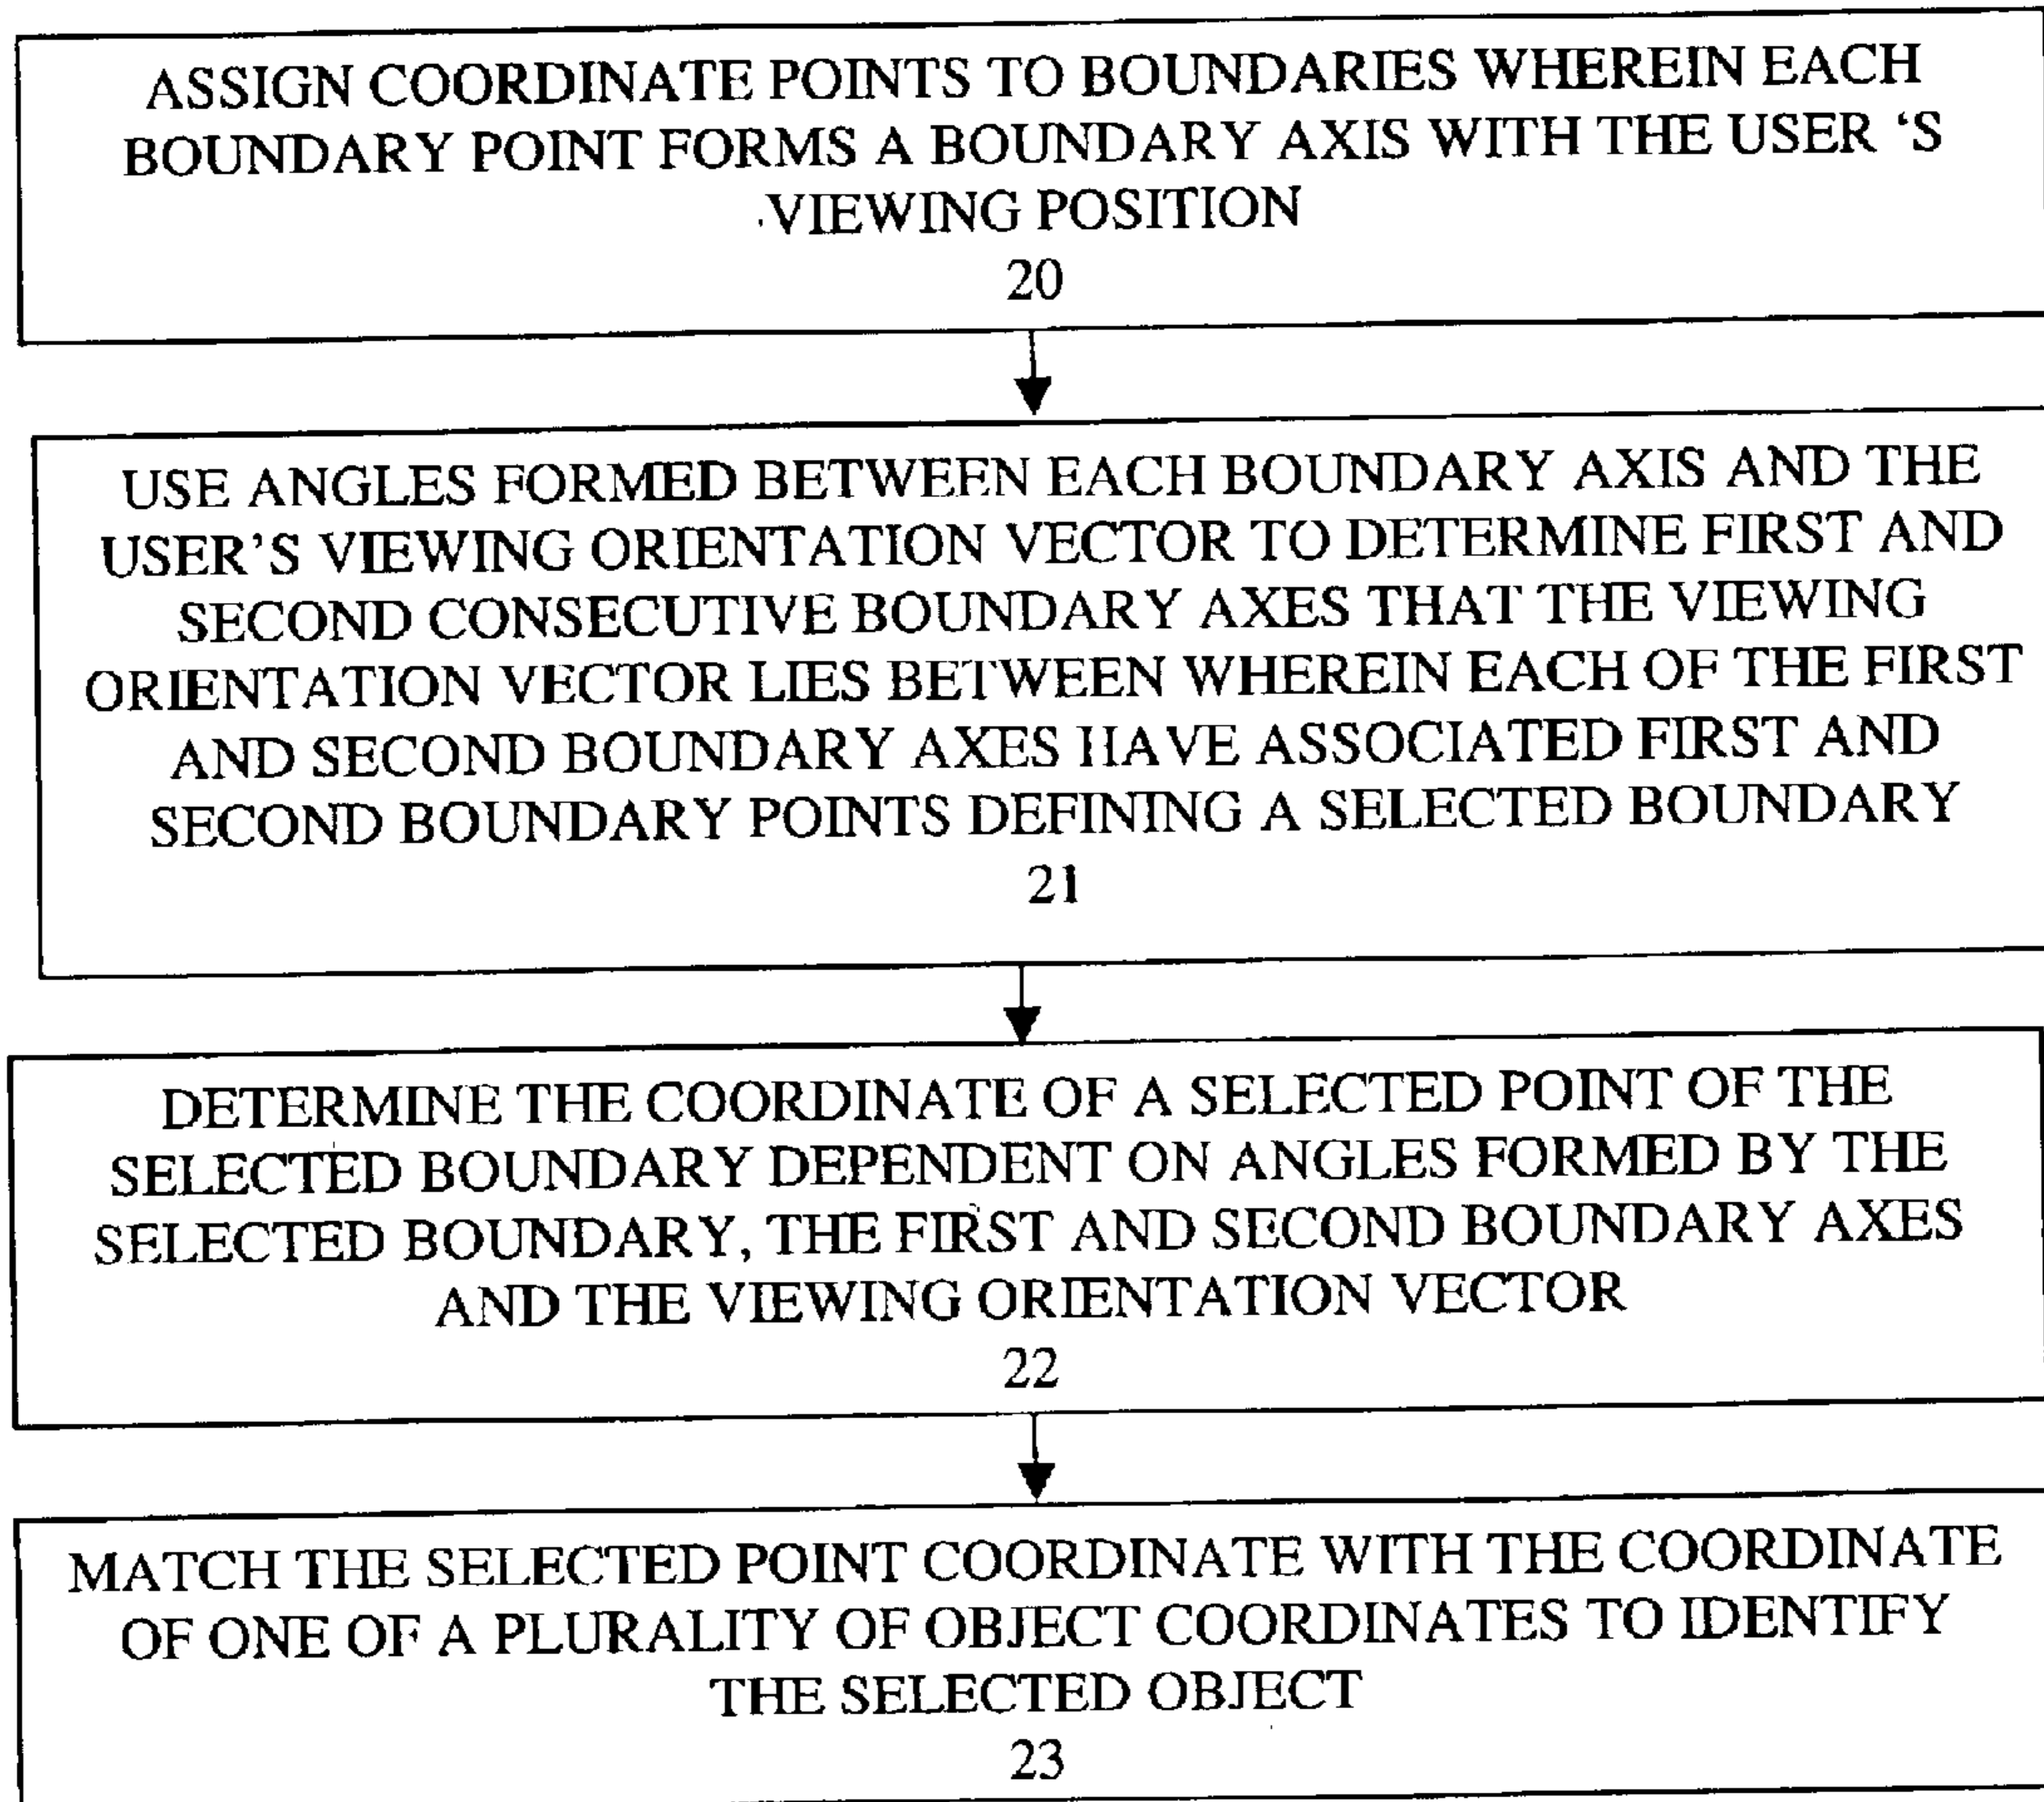 ASSIGN COORDINATE POINTS TO BOUNDARIES WHEREIN EACH
BOUNDARY POINT FORMS A BOUNDARY AXIS WITH THE USER ‘S
VIEWING POSITION
20
USE ANGLES FORMED BETWEEN EACH BOUNDARY AXIS AND THE
USER’S VIEWING ORIENTATION VECTOR TO DETERMINE FIRST AND
SECOND CONSECUTIVE BOUNDARY AXES THAT THE VIEWING
ORIENTATION VECTOR LIES BETWEEN WHEREIN EACH OF THE FIRST
AND SECOND BOUNDARY AXES HAVE ASSOCIATED FIRST AND
SECOND BOUNDARY POINTS DEFINING A SELECTED BOUNDARY
21
DETERMINE THE COORDINATE OF A SELECTED POINT OF THE
SELECTED BOUNDARY DEPENDENT ON ANGLES FORMED BY THE
SELECTED BOUNDARY, THE FIRST AND SECOND BOUNDARY AXES
AND THE VIEWING ORIENTATION VECTOR
22
MATCH THE SELECTED POINT COORDINATE WITH THE COORDINATE
OF ONE OF A PLURALITY OF OBJECT COORDINATES TO IDENTIFY
THE SELECTED OBJECT
23